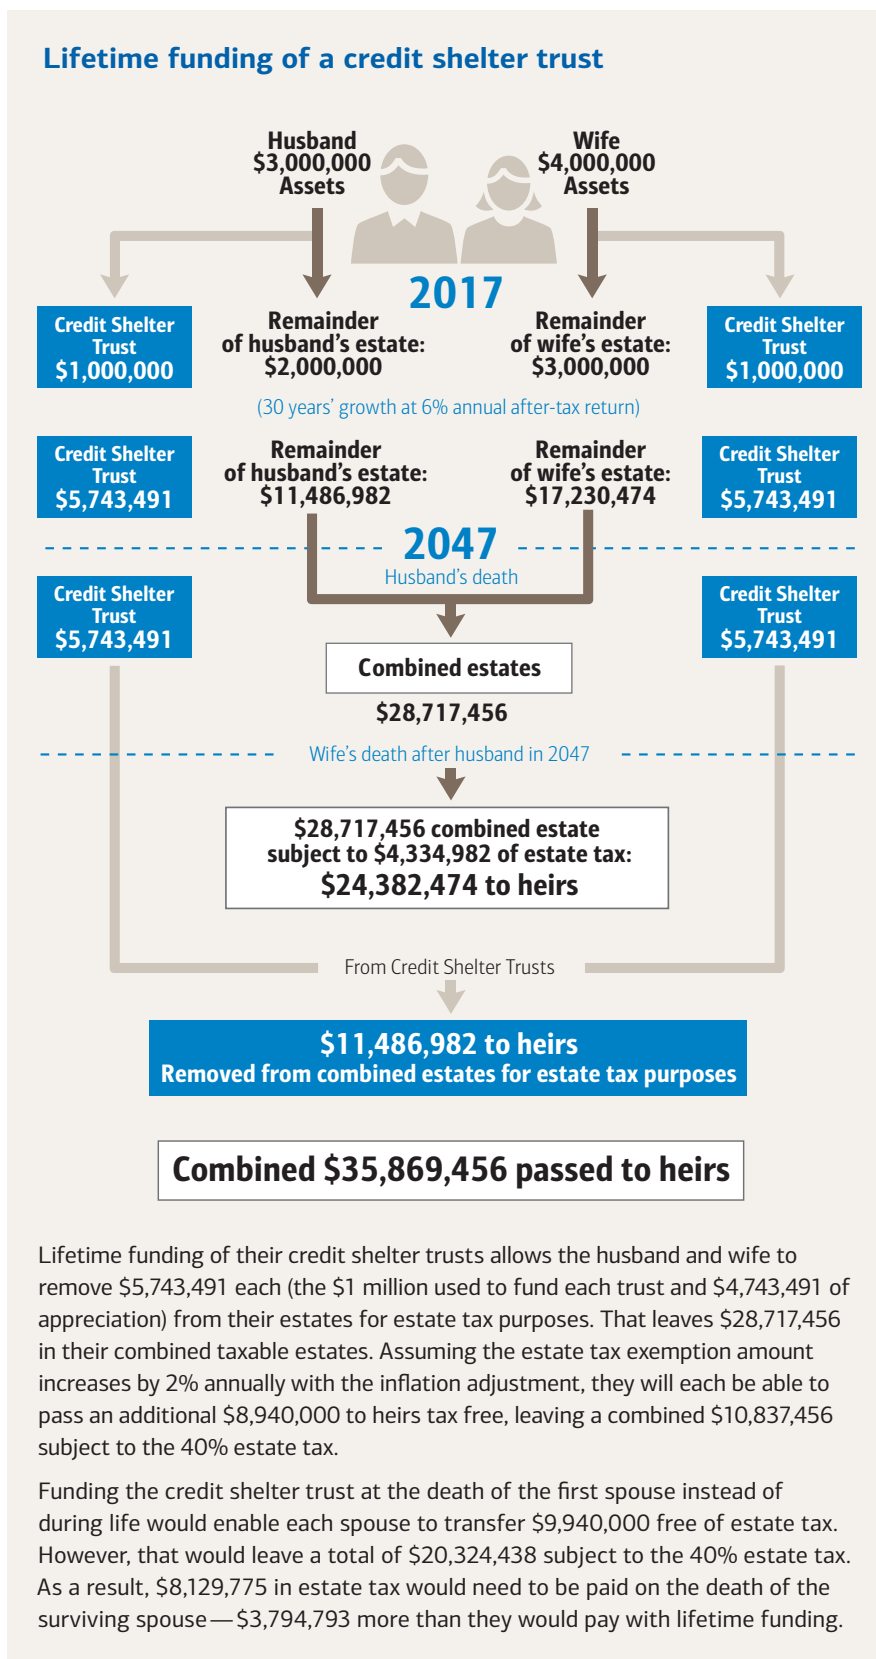 Lifetime funding of a credit shelter trust
Husband
$3,000,000
Assets
Wife
$4,000,000
Assets
2017
Credit Shelter
Trust
$1,000,000
Remainder
of husband’s estate:
$2,000,000
Remainder
of wife’s estate:
$3,000,000
Credit Shelter
Trust
$1,000,000
(30 years’ growth at 6% annual after-tax return)
Credit Shelter
Trust
$5,743,491
Remainder
of husband’s estate:
$11,486,982
Remainder
of wife’s estate:
$17,230,474
Credit Shelter
Trust
$5,743,491
2047
Husband’s death
Credit Shelter
Trust
$5,743,491
Credit Shelter
Trust
$5,743,491
Combined estates
$28,717,456
Wife’s death after husband in 2047
$28,717,456 combined estate
subject to $4,334,982 of estate tax:
$24,382,474 to heirs
From Credit Shelter Trusts
$11,486,982 to heirs
Removed from combined estates for estate tax purposes
Combined $35,869,456 passed to heirs
Lifetime funding of their credit shelter trusts allows the husband and wife to
remove $5,743,491 each (the $1 million used to fund each trust and $4,743,491 of
appreciation) from their estates for estate tax purposes. That leaves $28,717,456
in their combined taxable estates. Assuming the estate tax exemption amount
increases by 2% annually with the inflation adjustment, they will each be able to
pass an additional $8,940,000 to heirs tax free, leaving a combined $10,837,456
subject to the 40% estate tax.
Funding the credit shelter trust at the death of the first spouse instead of
during life would enable each spouse to transfer $9,940,000 free of estate tax.
However, that would leave a total of $20,324,438 subject to the 40% estate tax.
As a result, $8,129,775 in estate tax would need to be paid on the death of the
surviving spouse — $3,794,793 more than they would pay with lifetime funding.